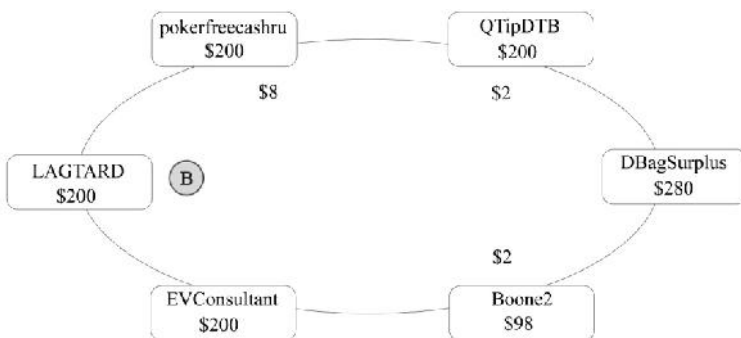 pokerfreecashru
$200
QTipDTB
$200
$8
$2
LAGTARD
$200
B
DBagSurplus
$280
$2
EVConsultant
$200
Boone2
$98